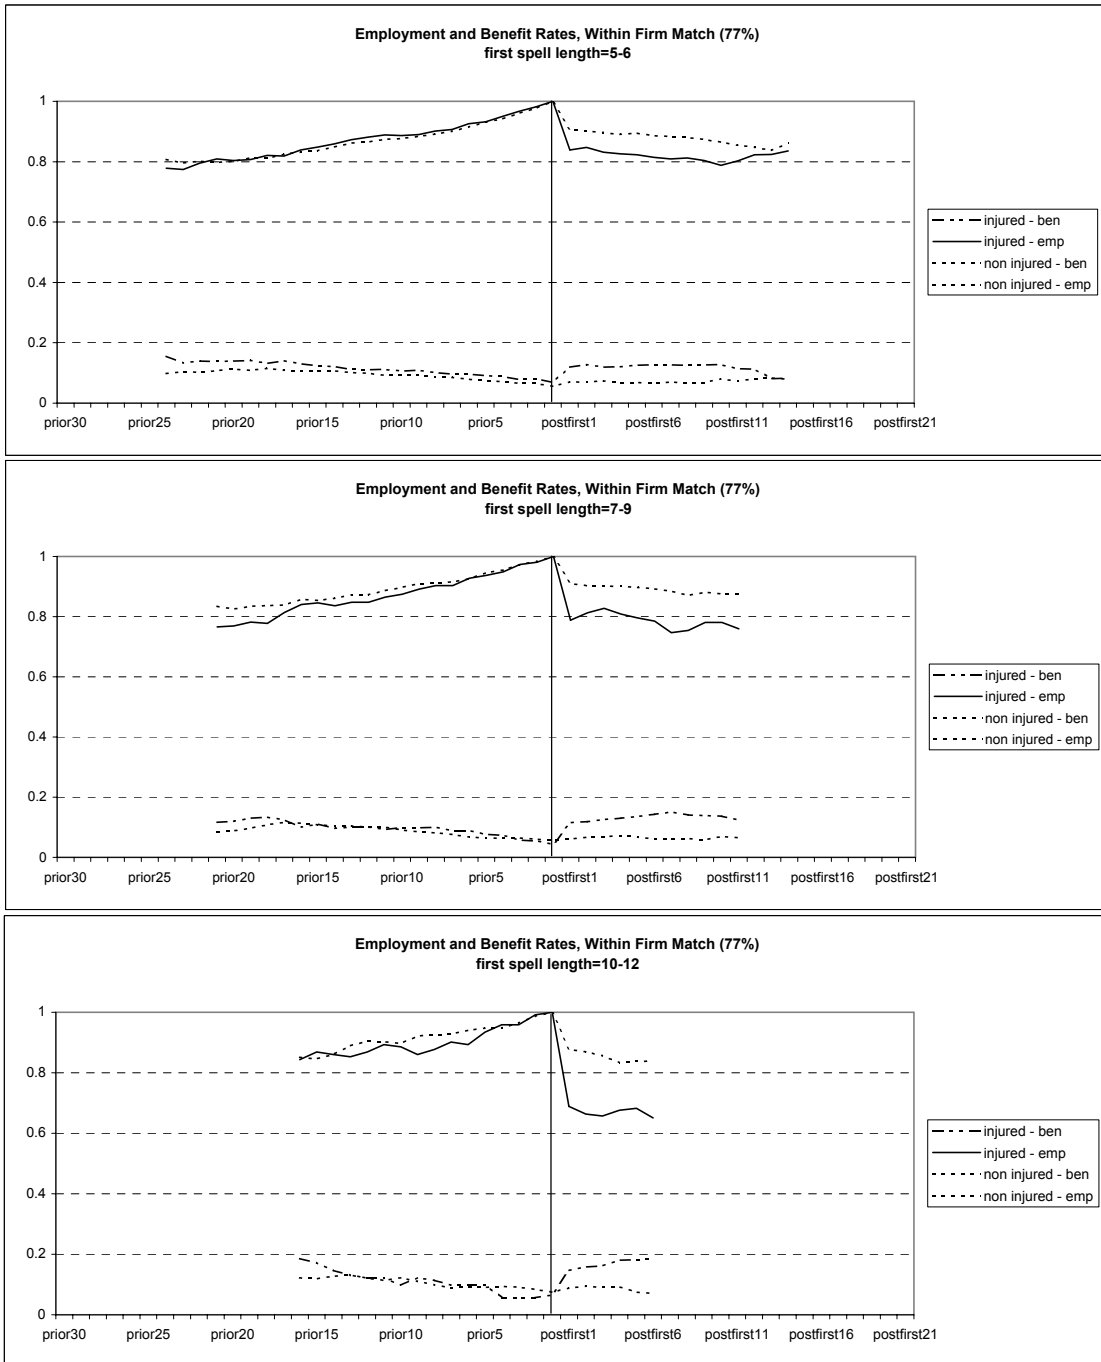 Employment and Benefit Rates, Within Firm Match (77%)
first spell length=5-6
1
0.8
0.6
0.4
0.2
0
prior30 prior25 prior20 prior15 prior10 prior5 postfirst1 postfirst6 postfirst11 postfirst16 postfirst21
injured - ben
injured - emp
non injured - ben
non injured - emp
Employment and Benefit Rates, Within Firm Match (77%)
first spell length=7-9
1
0.8
0.6
0.4
0.2
0
prior30 prior25 prior20 prior15 prior10 prior5 postfirst1 postfirst6 postfirst11 postfirst16 postfirst21
injured - ben
injured - emp
non injured - ben
non injured - emp
Employment and Benefit Rates, Within Firm Match (77%)
first spell length=10-12
1
0.8
0.6
0.4
0.2
0
prior30 prior25 prior20 prior15 prior10 prior5 postfirst1 postfirst6 postfirst11 postfirst16 postfirst21
injured - ben
injured - emp
non injured - ben
non injured - emp